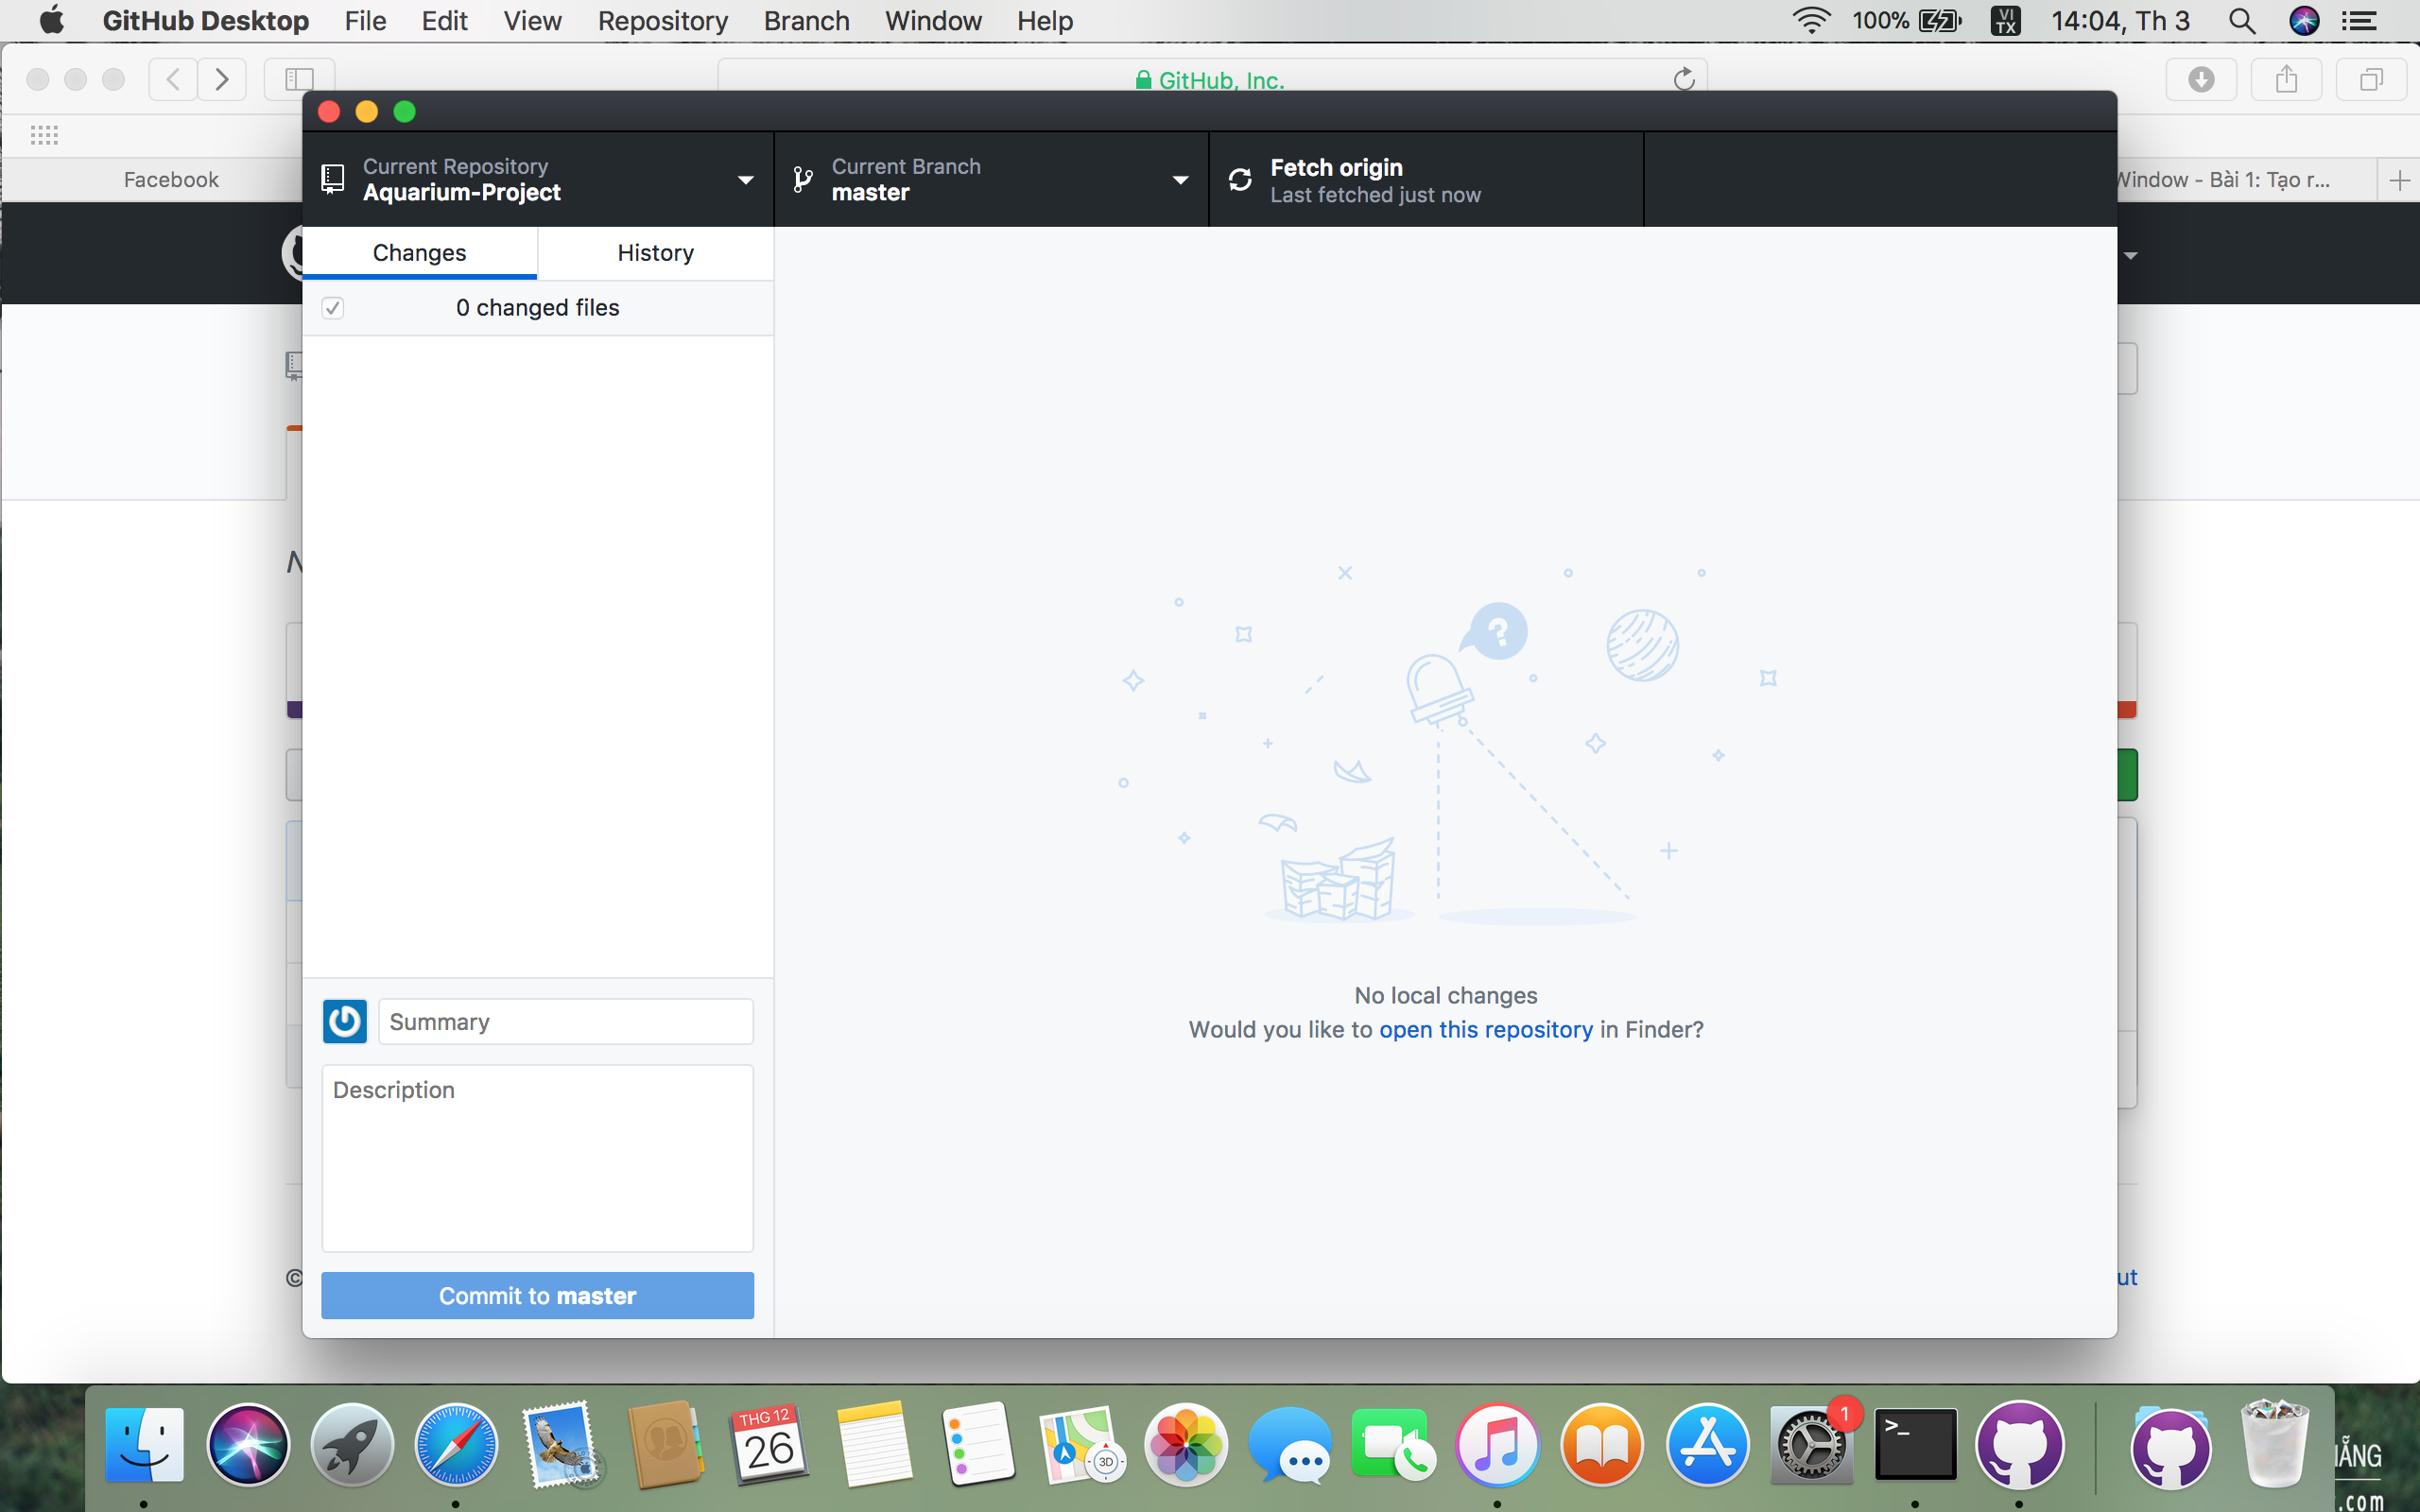 GitHub Desktop File Edit View Repository Branch Window Help 100% VI TX 14:04, Th 3
GitHub, Inc.
Facebook
Window - Bài 1: Tạo r...
Current Repository
Aquarium-Project
Current Branch
master
Fetch origin
Last fetched just now
Changes History
0 changed files
?
No local changes
Would you like to open this repository in Finder?
Summary
Description
Commit to master
©
ut
THG 12
26
3D
1
>_
.com